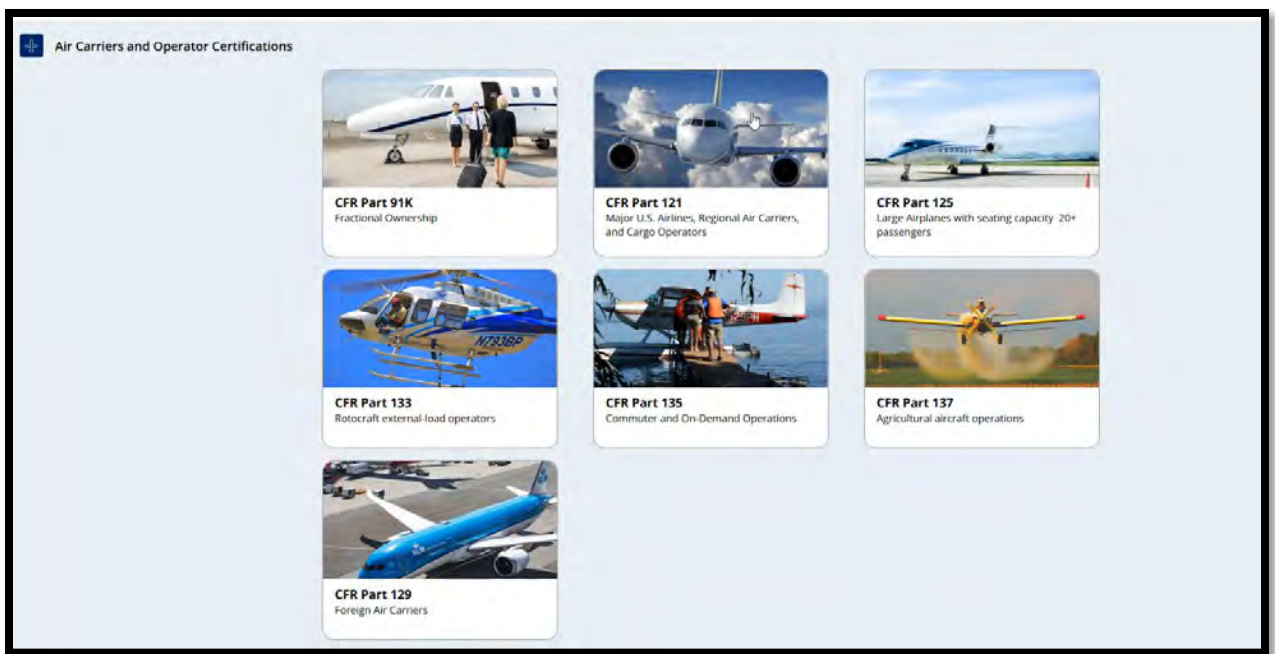 Air Carriers and Operator Certifications
CFR Part 91K
Fractional Ownership
CFR Part 121
Major U.S. Airlines, Regional Air Carriers,
and Cargo Operators
CFR Part 125
Large Airplanes with seating capacity 20+
passengers
N793BP
CFR Part 133
Rotocraft external-load operators
CFR Part 135
Commuter and On-Demand Operations
CFR Part 137
Agricultural aircraft operations
KLM
CFR Part 129
Foreign Air Carriers